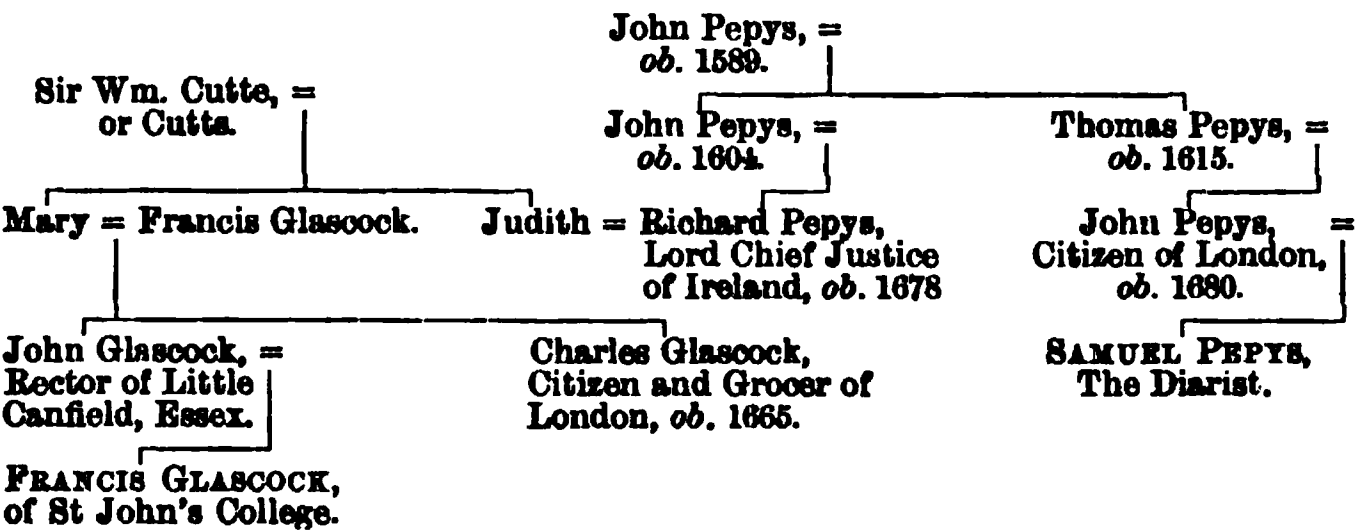 John Pepys, =
ob. 1589.
Sir Wm. Cutte, =
or Cutts.
John Pepys, =
ob. 1604.
Thomas Pepys, =
ob. 1615.
Mary = Francis Glascock.
Judith = Richard Pepys,
Lord Chief Justice
of Ireland, ob. 1678
John Pepys, =
Citizen of London,
ob. 1680.
John Glascock, =
Rector of Little
Canfield, Essex.
Charles Glascock,
Citizen and Grocer of
London, ob. 1665.
SAMUEL PEPYS,
The Diarist.
FRANCIS GLASCOCK,
of St John's College.